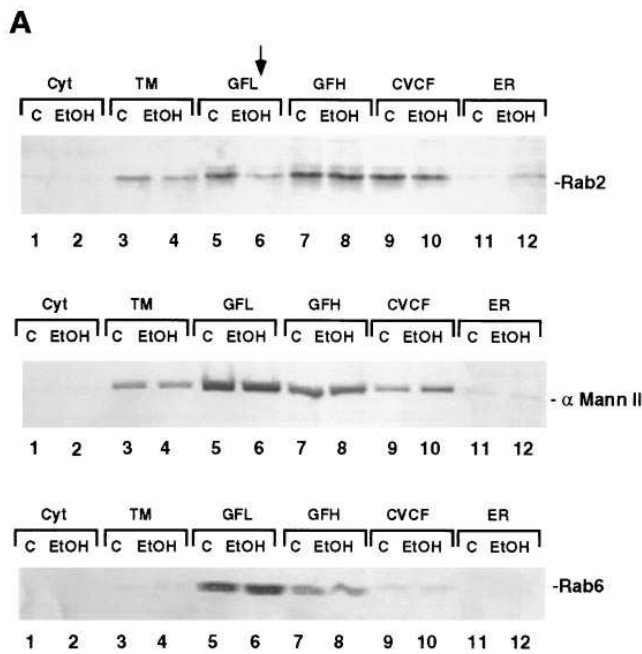 A
Cyt TM GFL GFH CVCF ER
C EtOH C EtOH C EtOH C EtOH C EtOH C EtOH
-Rab2
1 2 3 4 5 6 7 8 9 10 11 12
Cyt TM GFL GFH CVCF ER
C EtOH C EtOH C EtOH C EtOH C EtOH C EtOH
- α Mann II
1 2 3 4 5 6 7 8 9 10 11 12
Cyt TM GFL GFH CVCF ER
C EtOH C EtOH C EtOH C EtOH C EtOH C EtOH
-Rab6
1 2 3 4 5 6 7 8 9 10 11 12